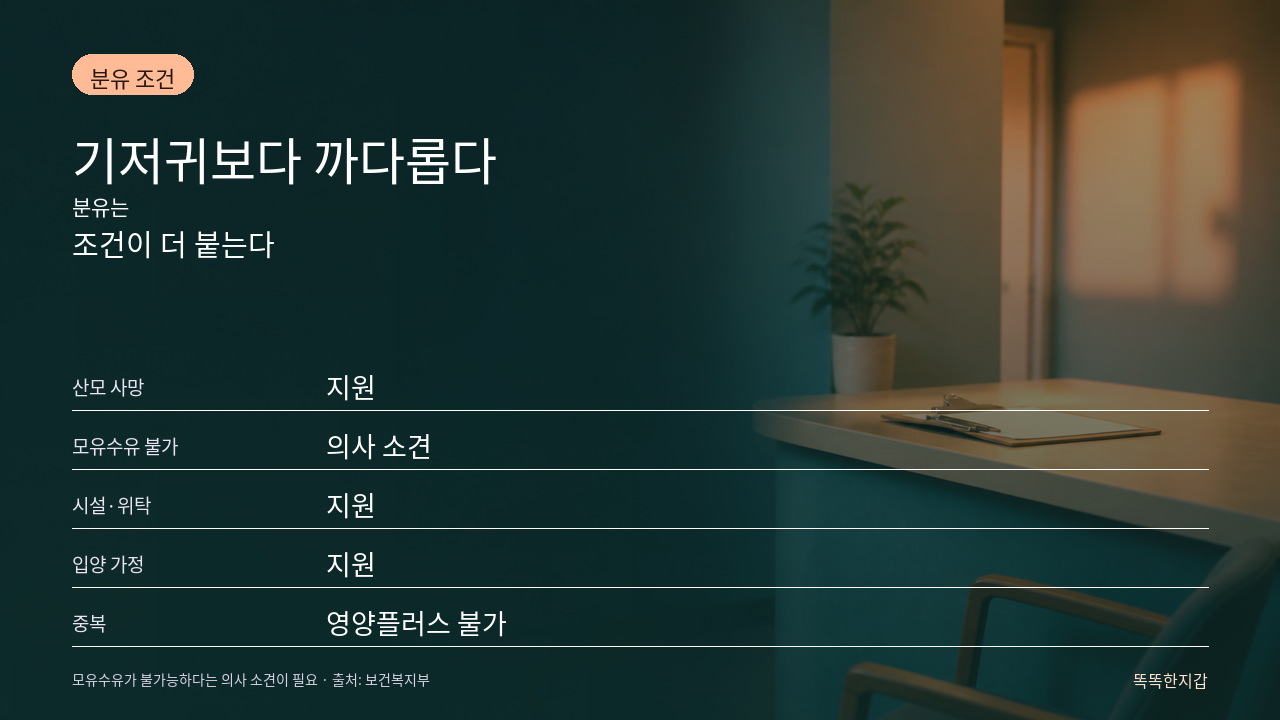 분유 조건
기저귀보다 까다롭다
분유는
조건이 더 붙는다
산모 사망 지원
모유수유 불가 의사 소견
시설·위탁 지원
입양 가정 지원
중복 영양플러스 불가
모유수유가 불가능하다는 의사 소견이 필요 · 출처: 보건복지부
똑똑한지갑